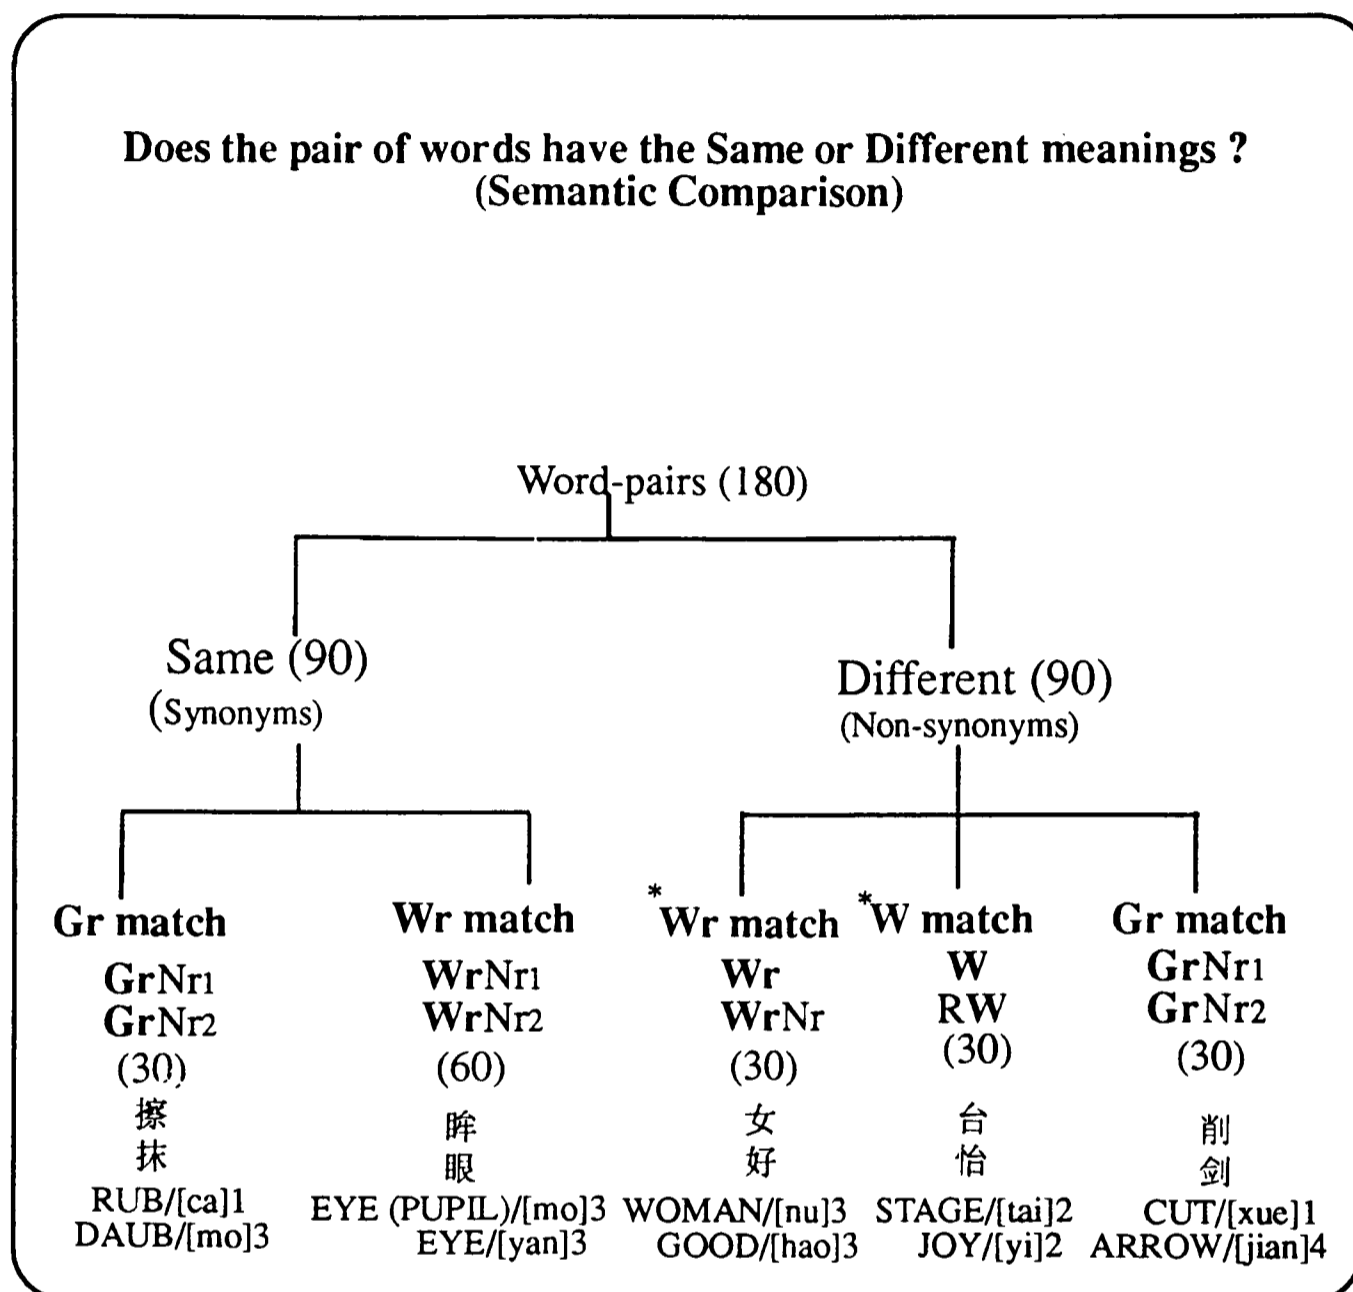 Does the pair of words have the Same or Different meanings ?
(Semantic Comparison)
Word-pairs (180)
Same (90)
(Synonyms)
Different (90)
(Non-synonyms)
Gr match
GrNr1
GrNr2
(30)
擦
抹
RUB/[ca]1
DAUB/[mo]3
Wr match
WrNr1
WrNr2
(60)
眸
眼
EYE (PUPIL)/[mo]3
EYE/[yan]3
*Wr match
Wr
WrNr
(30)
女
好
WOMAN/[nu]3
GOOD/[hao]3
*W match
W
RW
(30)
台
怡
STAGE/[tai]2
JOY/[yi]2
Gr match
GrNr1
GrNr2
(30)
削
剑
CUT/[xue]1
ARROW/[jian]4